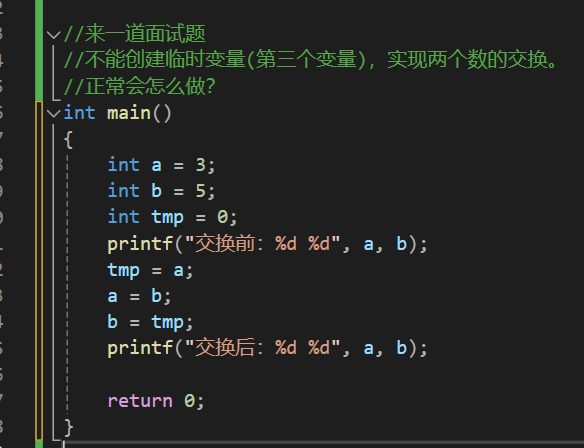 //来一道面试题
//不能创建临时变量(第三个变量)，实现两个数的交换。
//正常会怎么做?
int main()
{
    int a = 3;
    int b = 5;
    int tmp = 0;
    printf("交换前：%d %d", a, b);
    tmp = a;
    a = b;
    b = tmp;
    printf("交换后：%d %d", a, b);
    return 0;
}